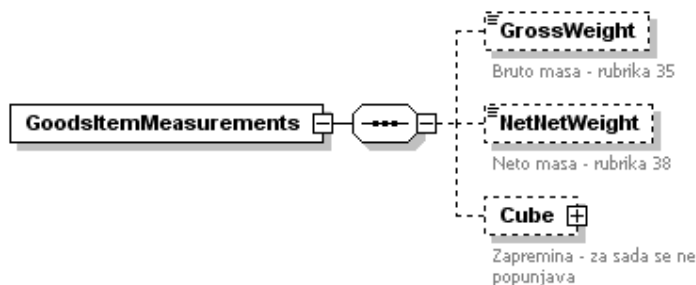 GrossWeight
Bruto masa - rubrika 35
GoodsItemMeasurements
NetNetWeight
Neto masa - rubrika 38
Cube
Zapremina - za sada se ne
popunjava